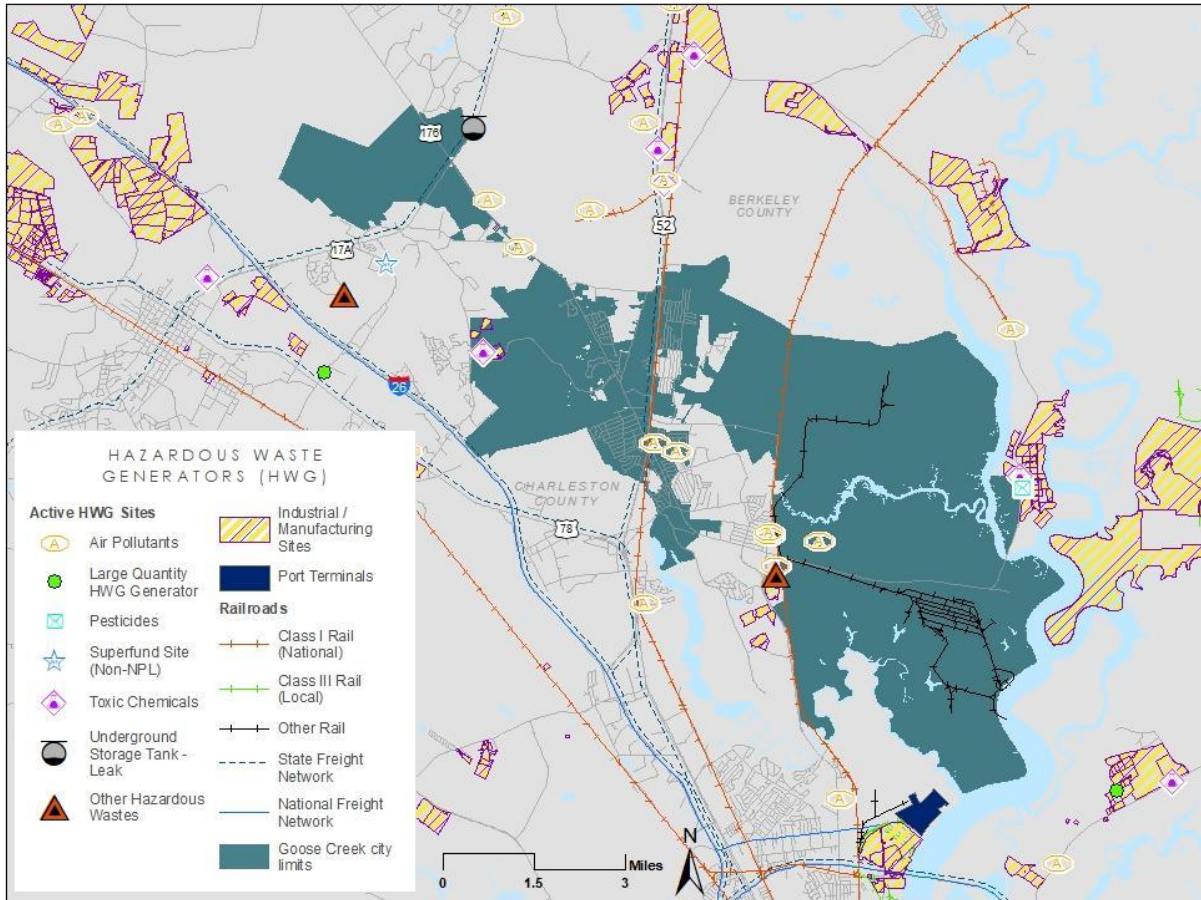 176
17A
BERKELEY
COUNTY
52
26
CHARLESTON
COUNTY
78
HAZARDOUS WASTE
GENERATORS (HWG)
Active HWG Sites
A
Air Pollutants
Large Quantity
HWG Generator
Pesticides
Superfund Site
(Non-NPL)
Toxic Chemicals
Underground
Storage Tank -
Leak
Other Hazardous
Wastes
Industrial /
Manufacturing
Sites
Port Terminals
Railroads
Class I Rail
(National)
Class III Rail
(Local)
Other Rail
State Freight
Network
National Freight
Network
Goose Creek city
limits
N
Miles
0 1.5 3